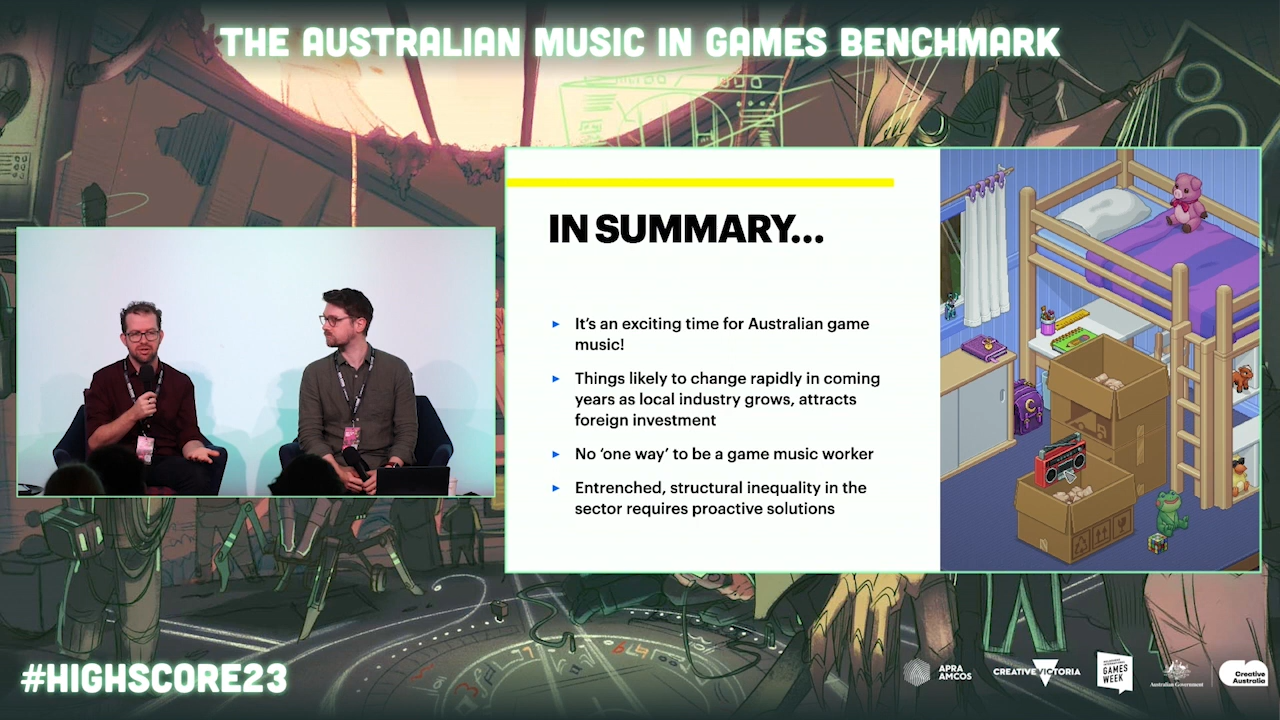 THE AUSTRALIAN MUSIC IN GAMES BENCHMARK
IN SUMMARY...
It's an exciting time for Australian game
music!
Things likely to change rapidly in coming
years as local industry grows, attracts
foreign investment
No 'one way' to be a game music worker
Entrenched, structural inequality in the
sector requires proactive solutions
#HIGHSCORE23
APRA
AMCOS
CREATIVE VICTORIA
GAMES
WEEK
Australian Government
Creative
Australia